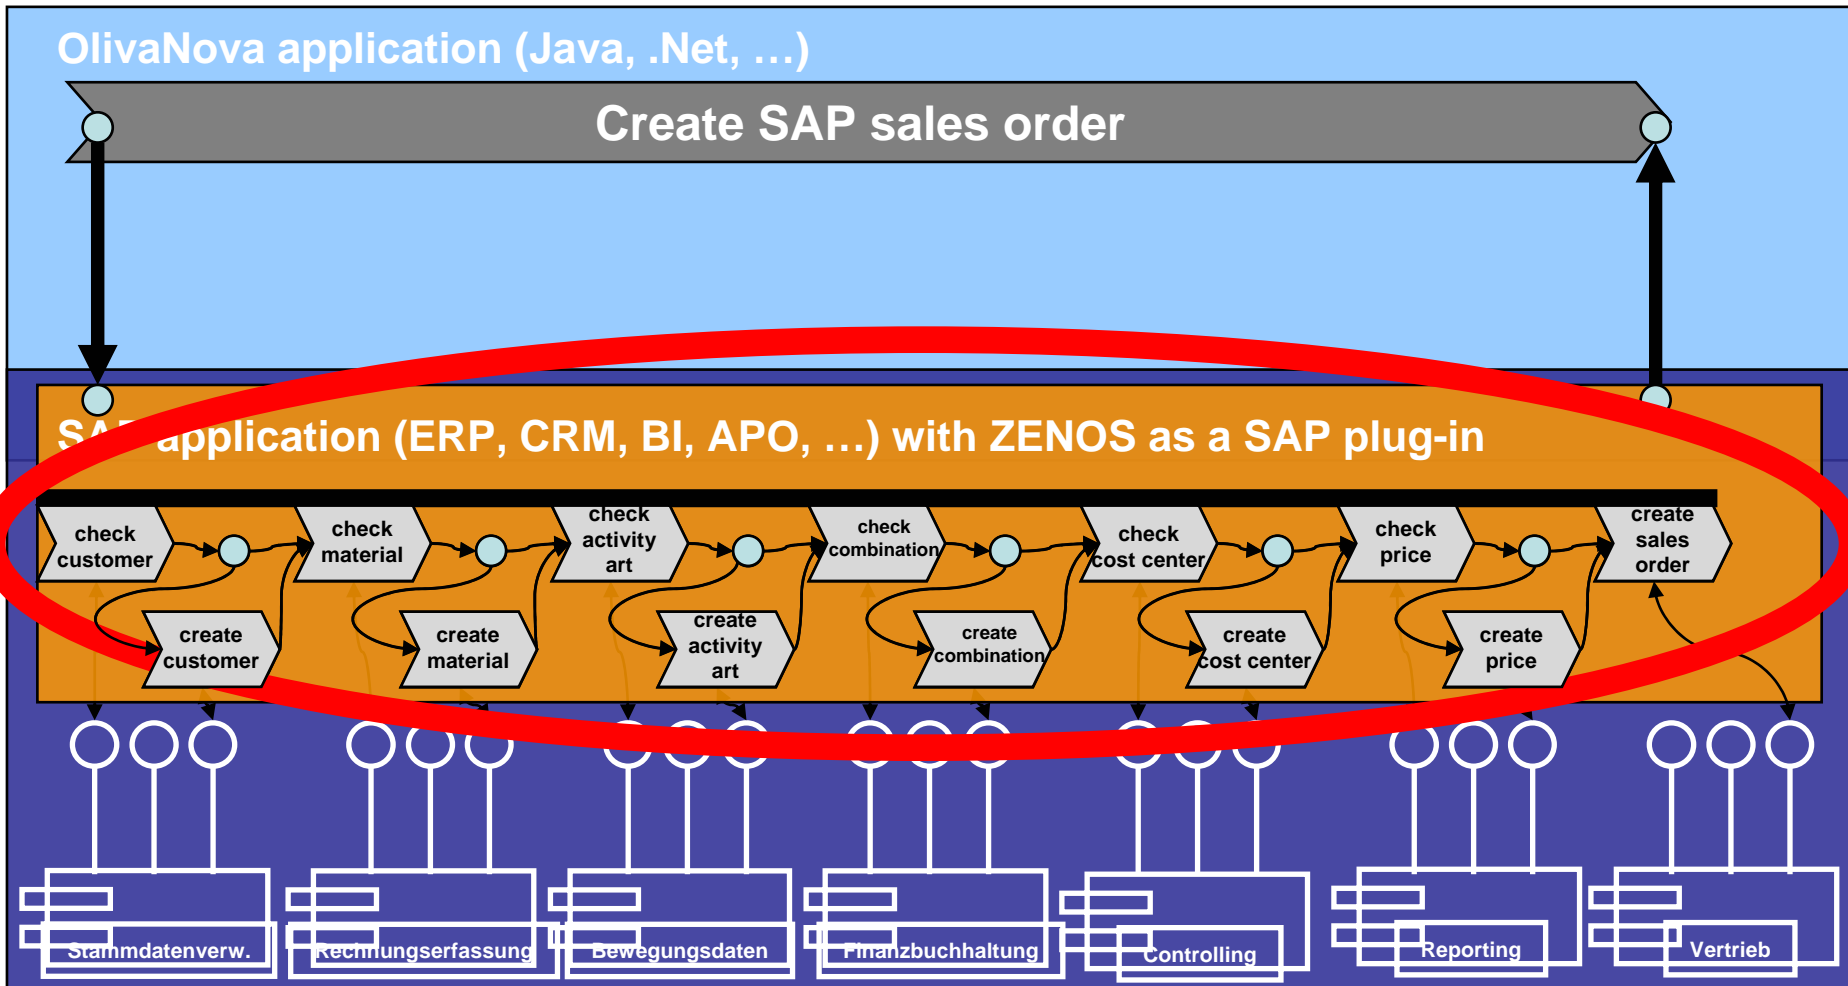 OlivaNova application (Java, .Net, …)
Create SAP sales order
SAP application (ERP, CRM, BI, APO, …) with ZENOS as a SAP plug-in
check
customer
check
material
check
activity
art
check
combination
check
cost center
check
price
create
sales
order
create
customer
create
material
create
activity
art
create
combination
create
cost center
create
price
Stammdatenverw.
Rechnungserfassung
Bewegungsdaten
Finanzbuchhaltung
Controlling
Reporting
Vertrieb